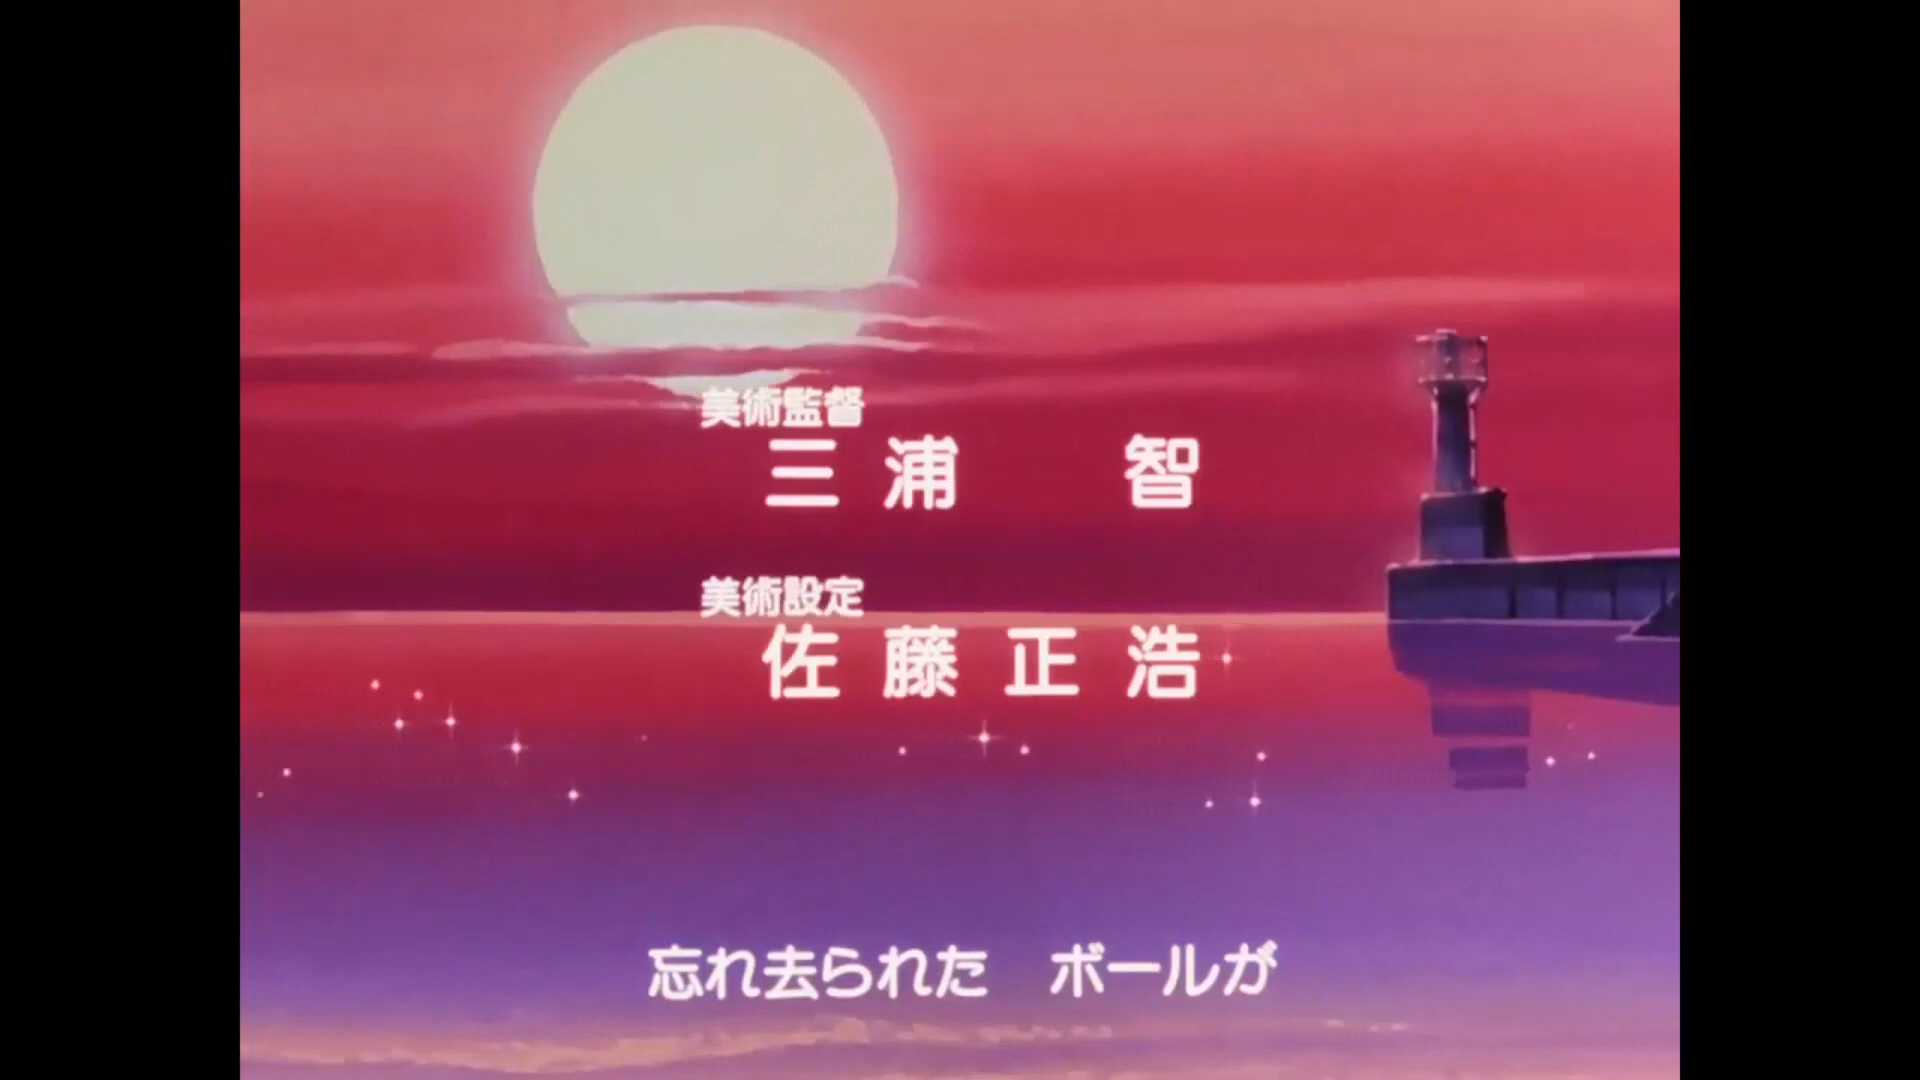 美術監督
三浦 智
美術設定
佐藤正浩
忘れ去られた ボールが